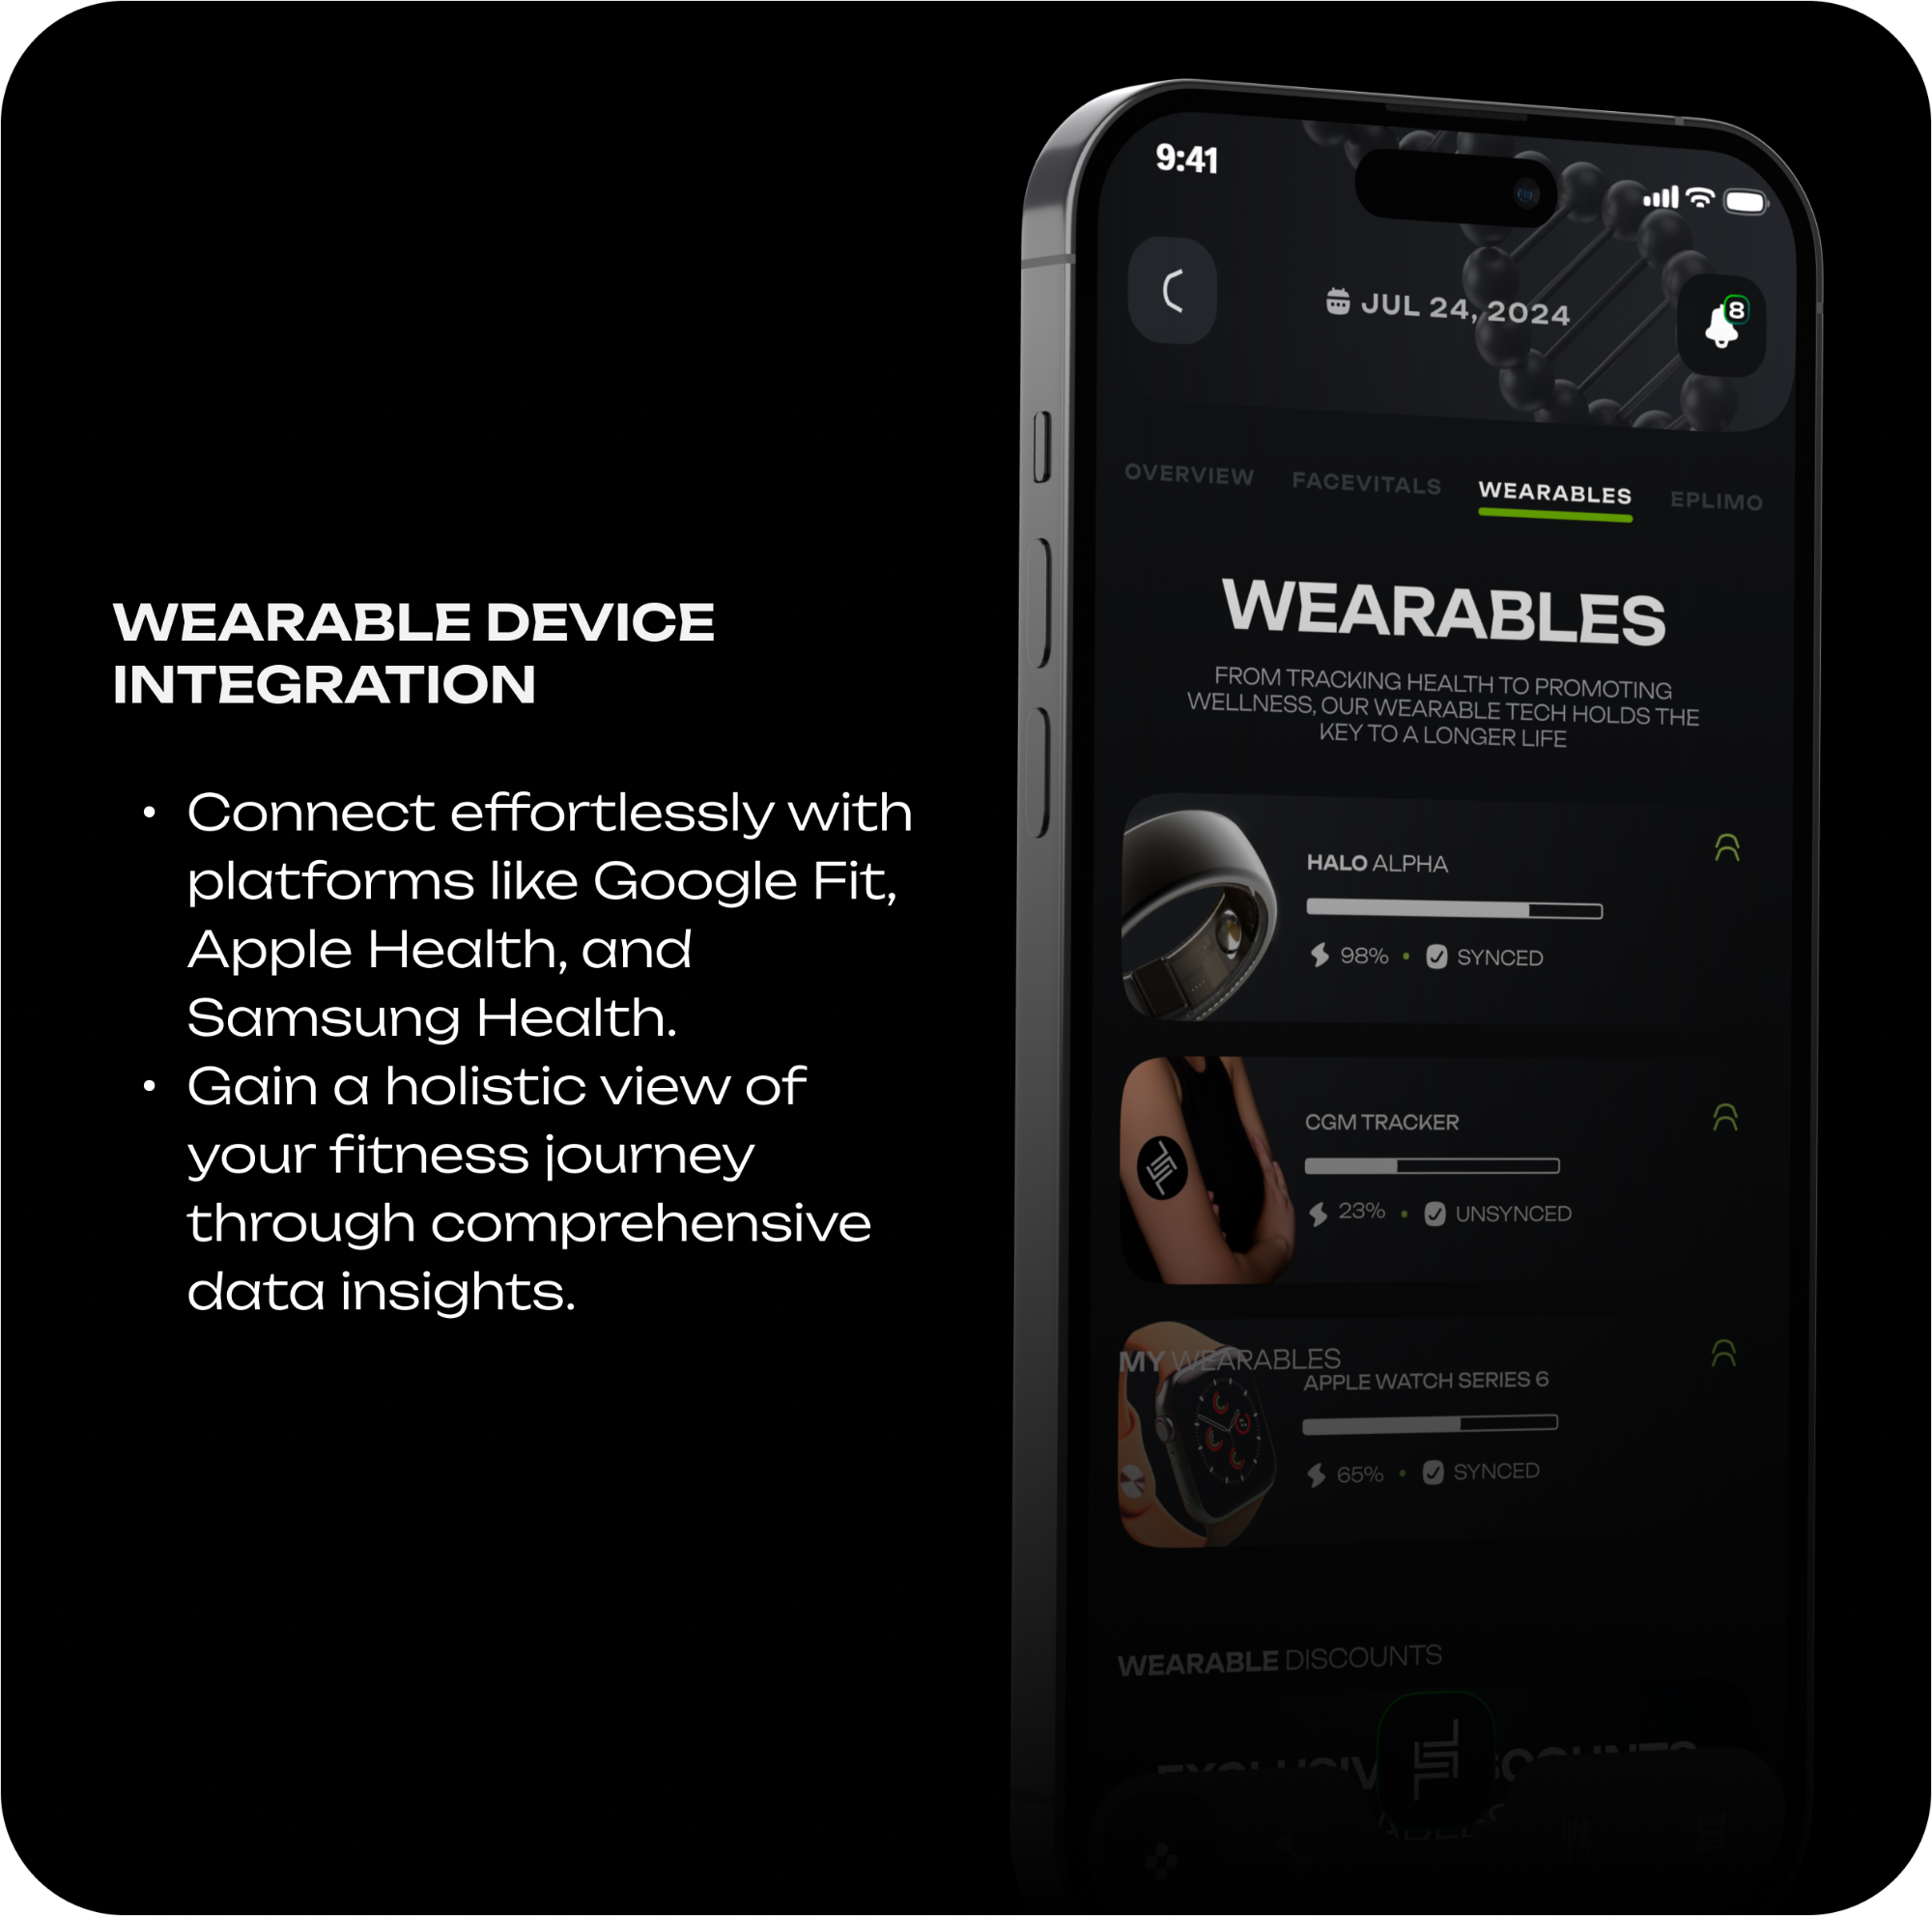 WEARABLE DEVICE
INTEGRATION
• Connect effortlessly with
platforms like Google Fit,
Apple Health, and
Samsung Health.
• Gain a holistic view of
your fitness journey
through comprehensive
data insights.
9:41
JUL 24, 2024
8
OVERVIEW FACEVITALS WEARABLES EPLIMO
WEARABLES
FROM TRACKING HEALTH TO PROMOTING
WELLNESS, OUR WEARABLE TECH HOLDS THE
KEY TO A LONGER LIFE
HALO ALPHA
98% • SYNCED
CGM TRACKER
23% • UNSYNCED
MY WEARABLES
APPLE WATCH SERIES 6
65% • SYNCED
WEARABLE DISCOUNTS